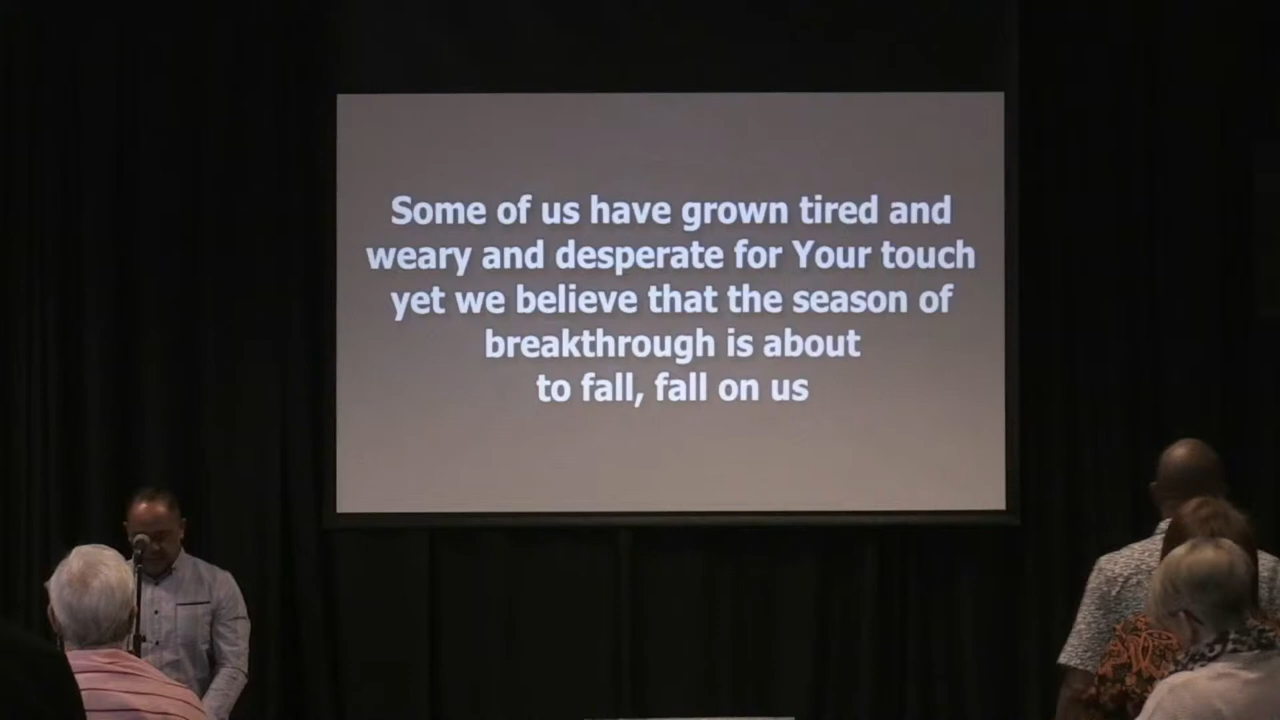 Some of us have grown tired and
weary and desperate for Your touch
yet we believe that the season of
breakthrough is about
to fall, fall on us